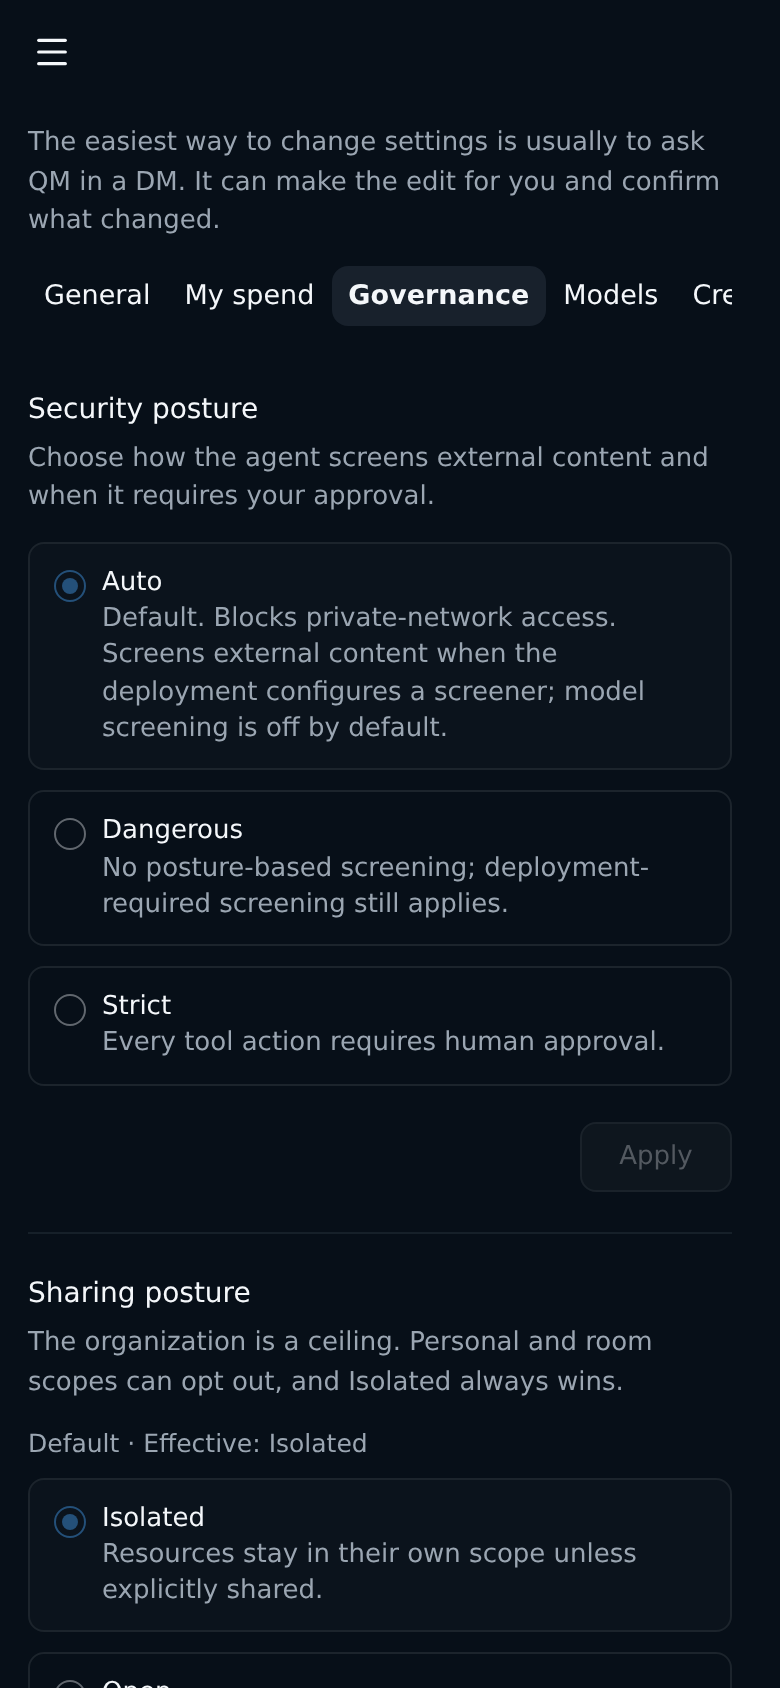 The easiest way to change settings is usually to ask
QM in a DM. It can make the edit for you and confirm
what changed.
General My spend Governance Models Cre
Security posture
Choose how the agent screens external content and
when it requires your approval.
Auto
Default. Blocks private-network access.
Screens external content when the
deployment configures a screener; model
screening is off by default.
Dangerous
No posture-based screening; deployment-
required screening still applies.
Strict
Every tool action requires human approval.
Apply
Sharing posture
The organization is a ceiling. Personal and room
scopes can opt out, and Isolated always wins.
Default · Effective: Isolated
Isolated
Resources stay in their own scope unless
explicitly shared.
Open